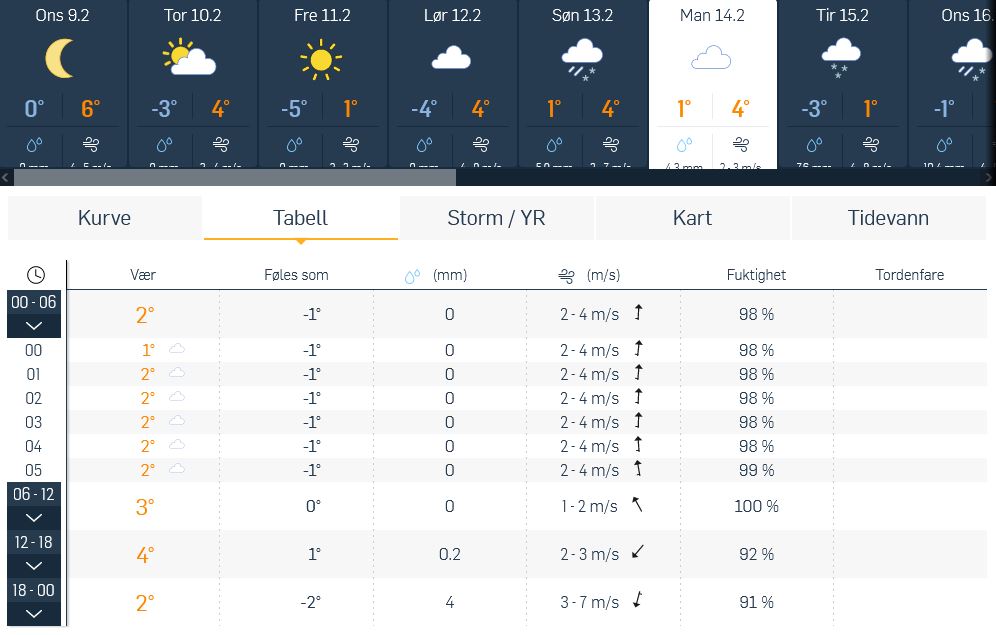 Ons 9.2 Tor 10.2 Fre 11.2 Lør 12.2 Søn 13.2 Man 14.2 Tir 15.2 Ons 16.
0° 6° -3° 4° -5° 1° -4° 4° 1° 4° 1° 4° -3° 1° -1°
Kurve Tabell Storm / YR Kart Tidevann
Vær Føles som (mm) (m/s) Fuktighet Tordenfare
00 - 06 2° -1° 0 2 - 4 m/s 98 %
00 1° -1° 0 2 - 4 m/s 98 %
01 2° -1° 0 2 - 4 m/s 98 %
02 2° -1° 0 2 - 4 m/s 98 %
03 2° -1° 0 2 - 4 m/s 98 %
04 2° -1° 0 2 - 4 m/s 98 %
05 2° -1° 0 2 - 4 m/s 99 %
06 - 12 3° 0° 0 1 - 2 m/s 100 %
12 - 18 4° 1° 0.2 2 - 3 m/s 92 %
18 - 00 2° -2° 4 3 - 7 m/s 91 %